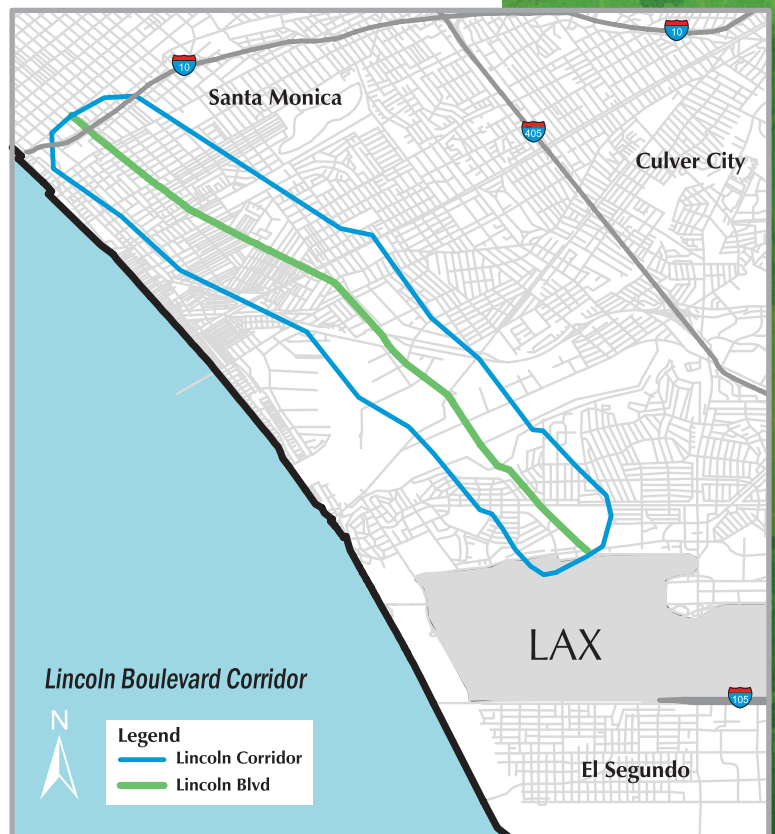 10
10
Santa Monica
405
Culver City
LAX
Lincoln Boulevard Corridor
105
N
Legend
Lincoln Corridor
Lincoln Blvd
El Segundo